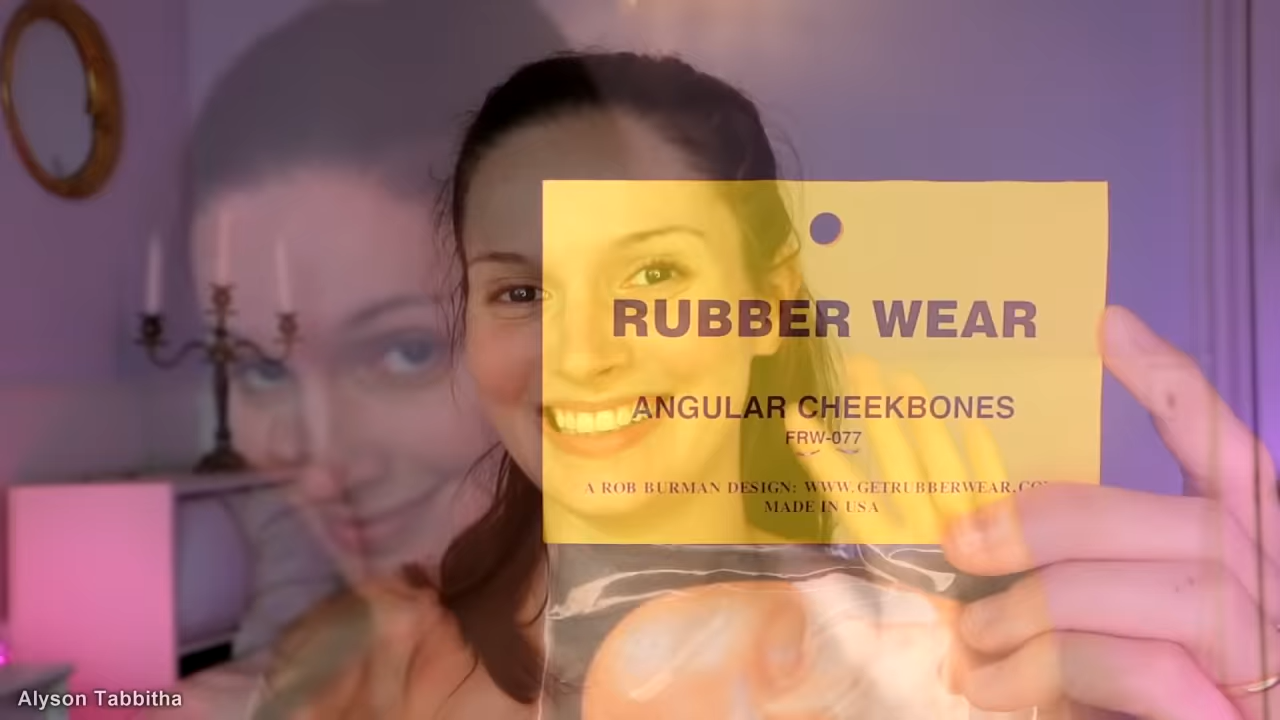 RUBBER WEAR
ANGULAR CHEEKBONES
FRW-077
A ROB BURMAN DESIGN: WWW.GETRUBBERWEAR.CO
MADE IN USA
Alyson Tabbitha